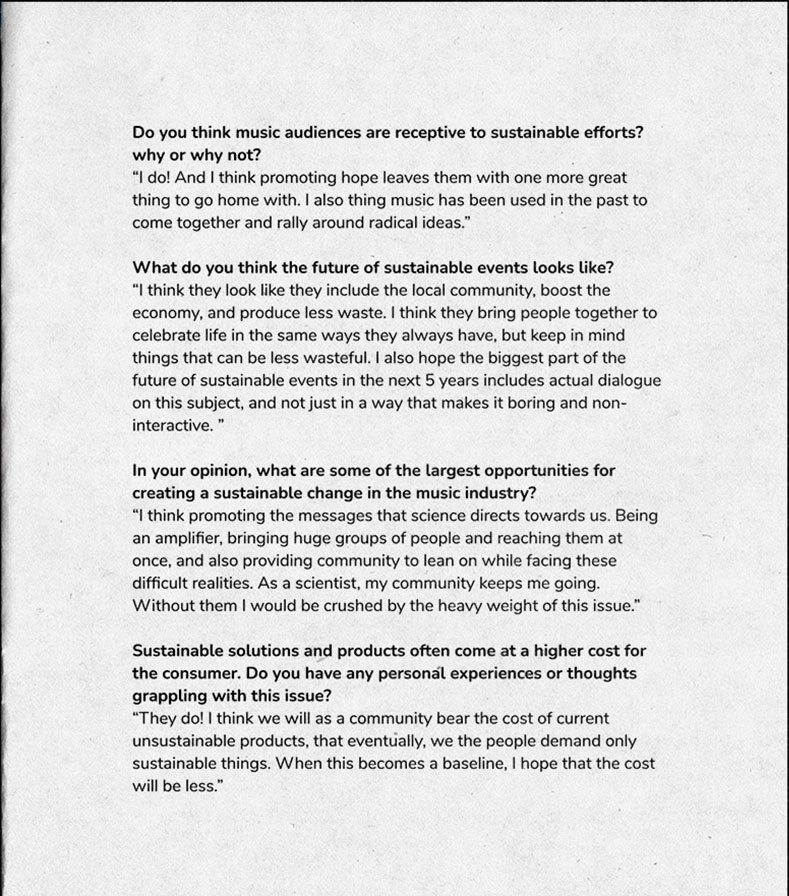 Do you think music audiences are receptive to sustainable efforts?
why or why not?
“I do! And I think promoting hope leaves them with one more great
thing to go home with. I also thing music has been used in the past to
come together and rally around radical ideas.”
What do you think the future of sustainable events looks like?
“I think they look like they include the local community, boost the
economy, and produce less waste. I think they bring people together to
celebrate life in the same ways they always have, but keep in mind
things that can be less wasteful. I also hope the biggest part of the
future of sustainable events in the next 5 years includes actual dialogue
on this subject, and not just in a way that makes it boring and non-
interactive. ”
In your opinion, what are some of the largest opportunities for
creating a sustainable change in the music industry?
“I think promoting the messages that science directs towards us. Being
an amplifier, bringing huge groups of people and reaching them at
once, and also providing community to lean on while facing these
difficult realities. As a scientist, my community keeps me going.
Without them I would be crushed by the heavy weight of this issue.”
Sustainable solutions and products often come at a higher cost for
the consumer. Do you have any personal experiences or thoughts
grappling with this issue?
“They do! I think we will as a community bear the cost of current
unsustainable products, that eventually, we the people demand only
sustainable things. When this becomes a baseline, I hope that the cost
will be less.”